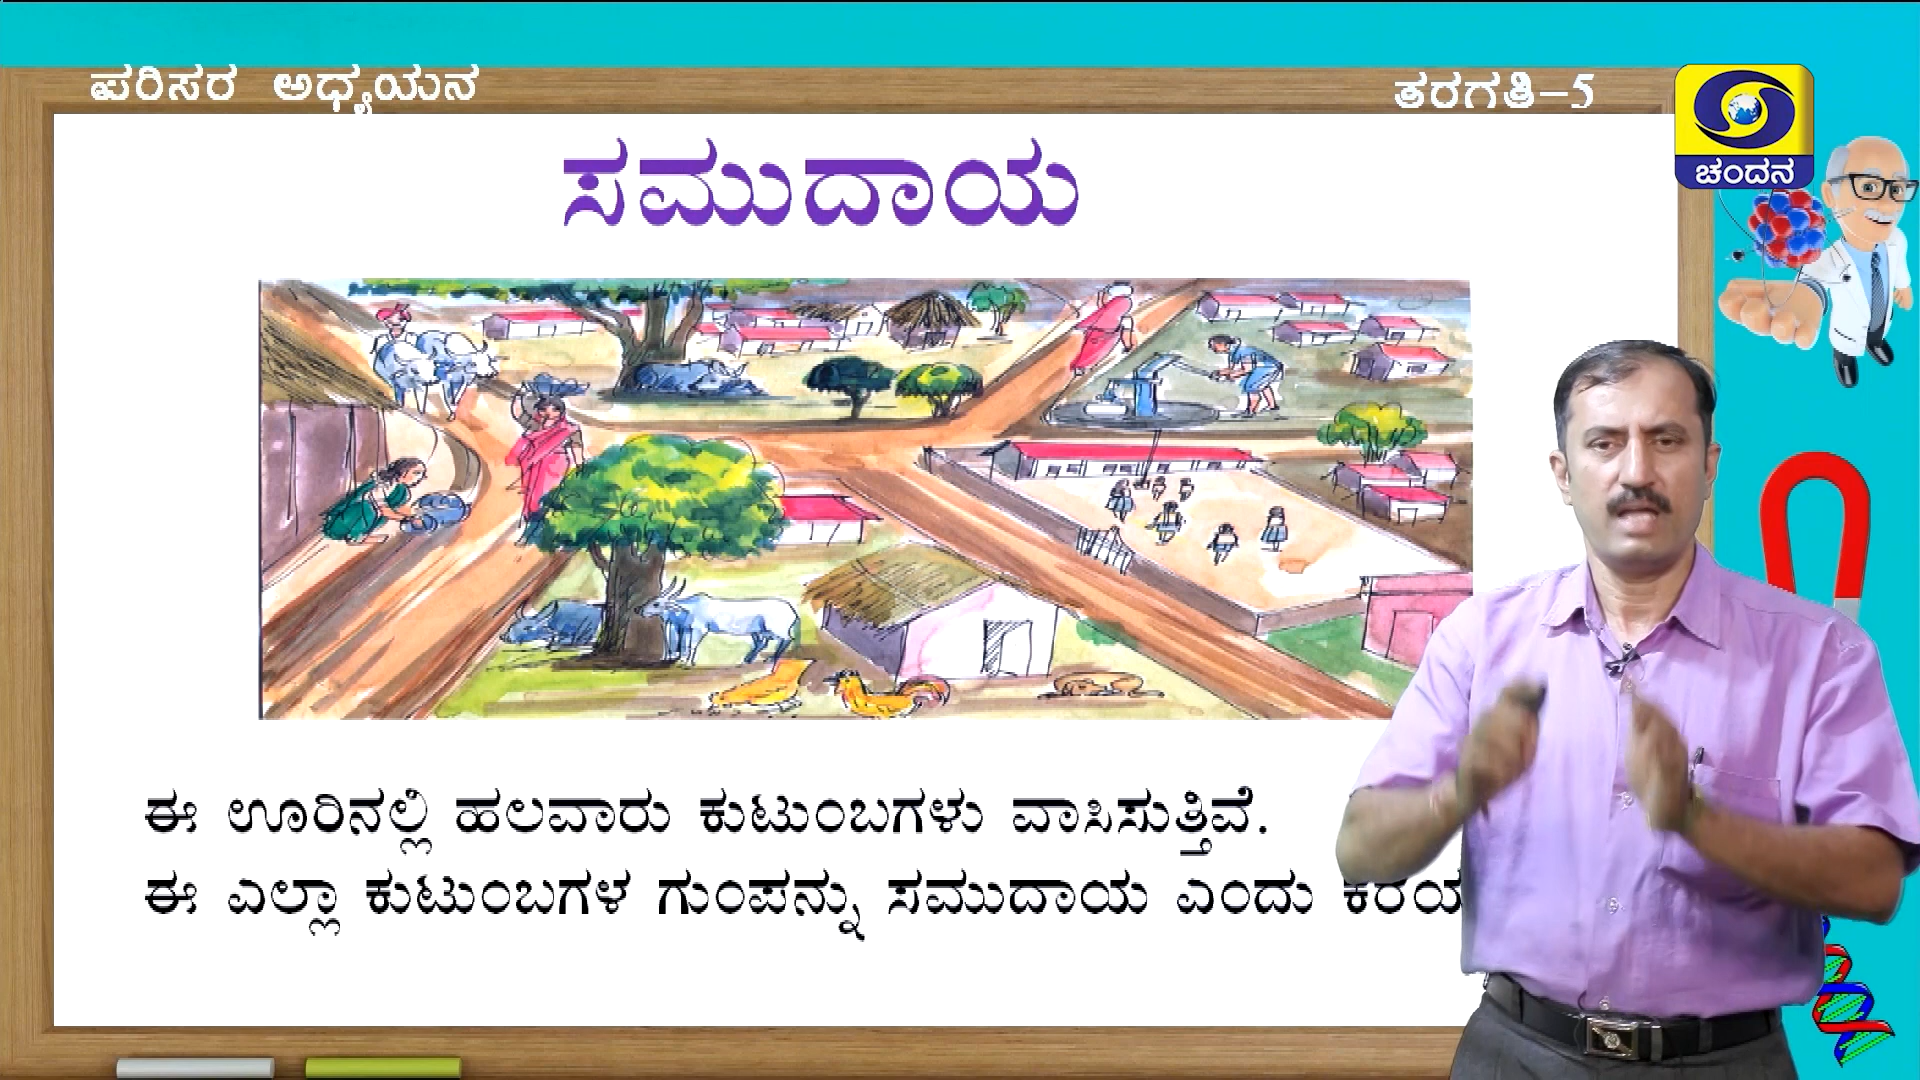 ಪರಿಸರ ಅಧ್ಯಯನ
ತರಗತಿ–5
ಚಂದನ
ಸಮುದಾಯ
ಈ ಊರಿನಲ್ಲಿ ಹಲವಾರು ಕುಟುಂಬಗಳು ವಾಸಿಸುತ್ತಿವೆ.
ಈ ಎಲ್ಲಾ ಕುಟುಂಬಗಳ ಗುಂಪನ್ನು ಸಮುದಾಯ ಎಂದು